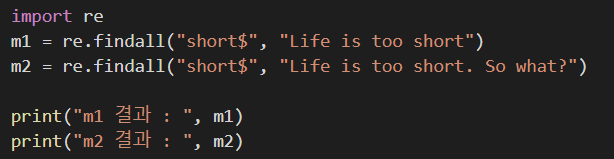 import re
m1 = re.findall("short$", "Life is too short")
m2 = re.findall("short$", "Life is too short. So what?")
print("m1 결과 : ", m1)
print("m2 결과 : ", m2)